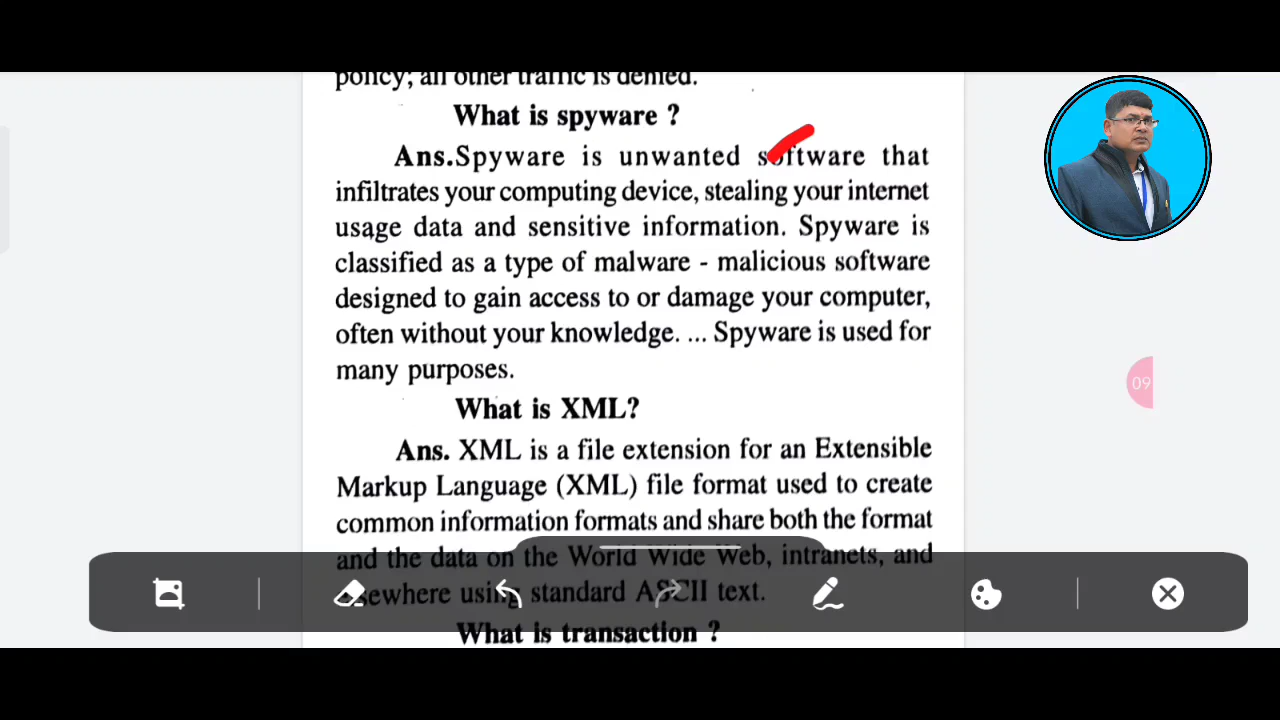 policy; all other traffic is denied.
What is spyware ?
Ans.Spyware is unwanted software that
infiltrates your computing device, stealing your internet
usage data and sensitive information. Spyware is
classified as a type of malware - malicious software
designed to gain access to or damage your computer,
often without your knowledge. ... Spyware is used for
many purposes.
What is XML?
Ans. XML is a file extension for an Extensible
Markup Language (XML) file format used to create
common information formats and share both the format
and the data on the World Wide Web, intranets, and
elsewhere using standard ASCII text.
What is transaction ?
09